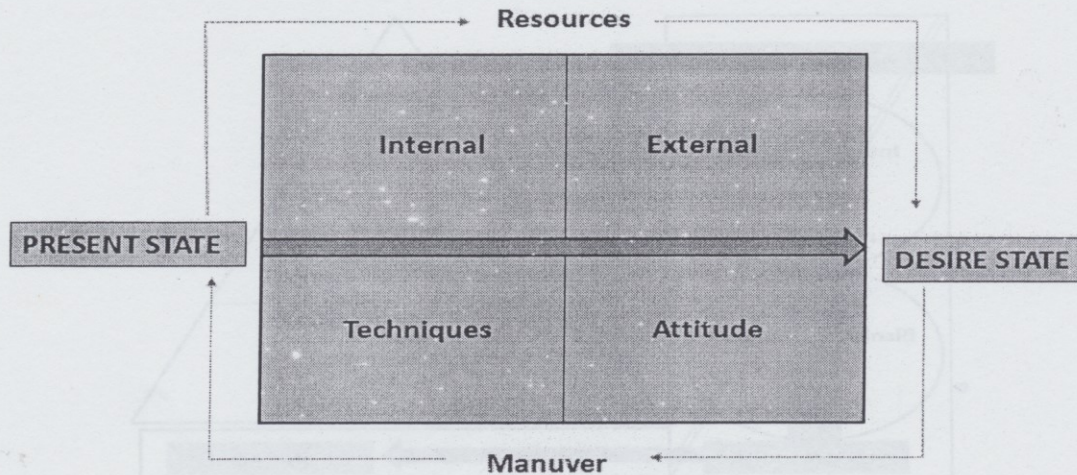 Resources
Internal
External
PRESENT STATE
DESIRE STATE
Techniques
Attitude
Manuver